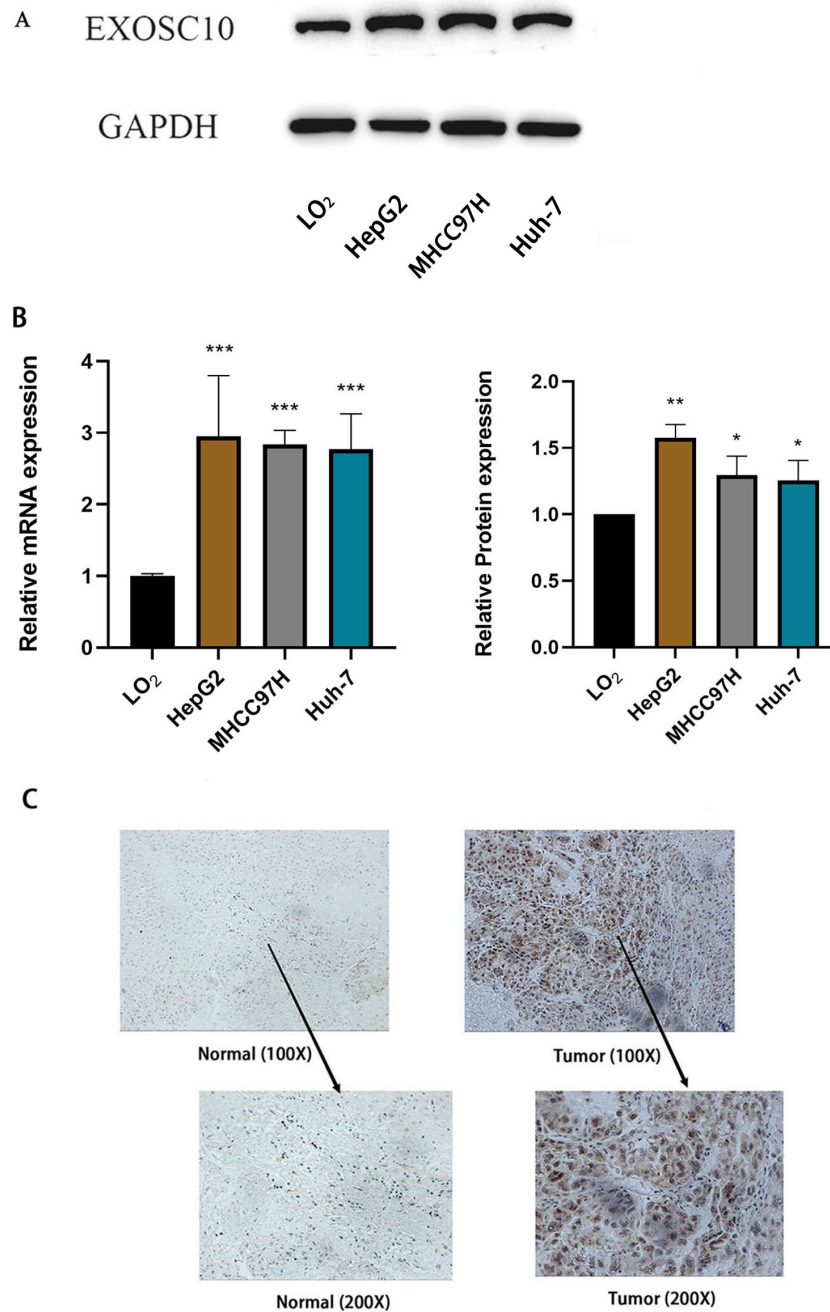 A
EXOSC10
GAPDH
LO₂
HepG2
MHCC97H
Huh-7
B
Relative mRNA expression
4
3
2
1
0
***
***
***
LO₂
HepG2
MHCC97H
Huh-7
Relative Protein expression
2.0
1.5
1.0
0.5
0.0
**
*
*
LO₂
HepG2
MHCC97H
Huh-7
C
Normal (100X)
Tumor (100X)
Normal (200X)
Tumor (200X)